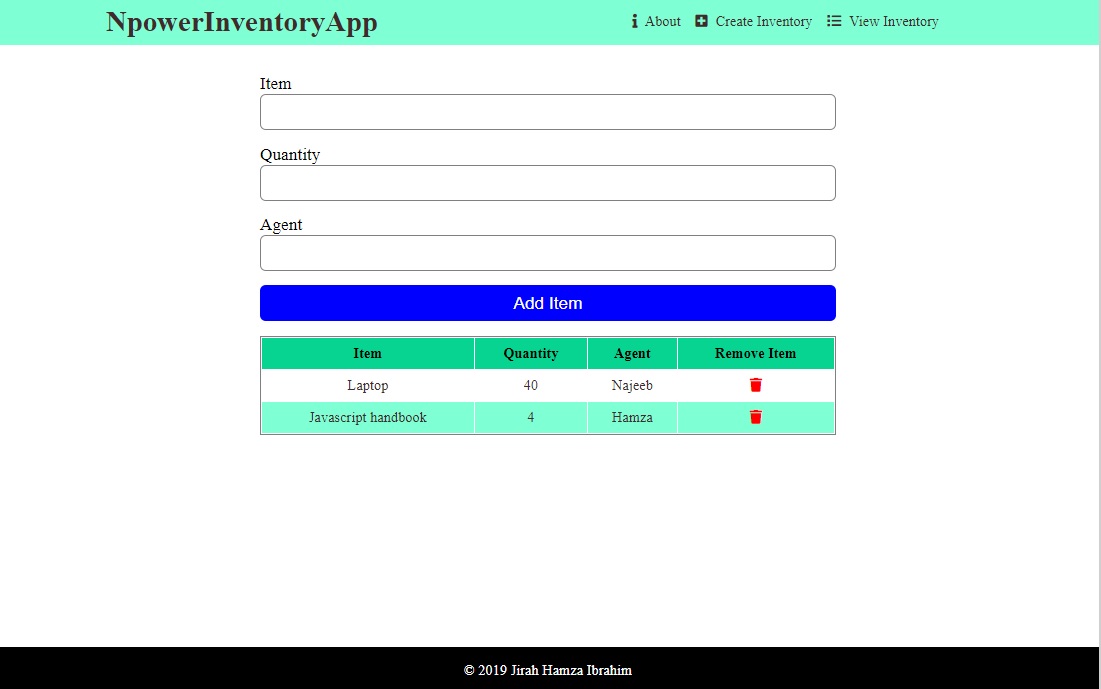 NpowerInventoryApp
About Create Inventory View Inventory
Item
Quantity
Agent
Add Item
Item Quantity Agent Remove Item
Laptop 40 Najeeb
Javascript handbook 4 Hamza
© 2019 Jirah Hamza Ibrahim